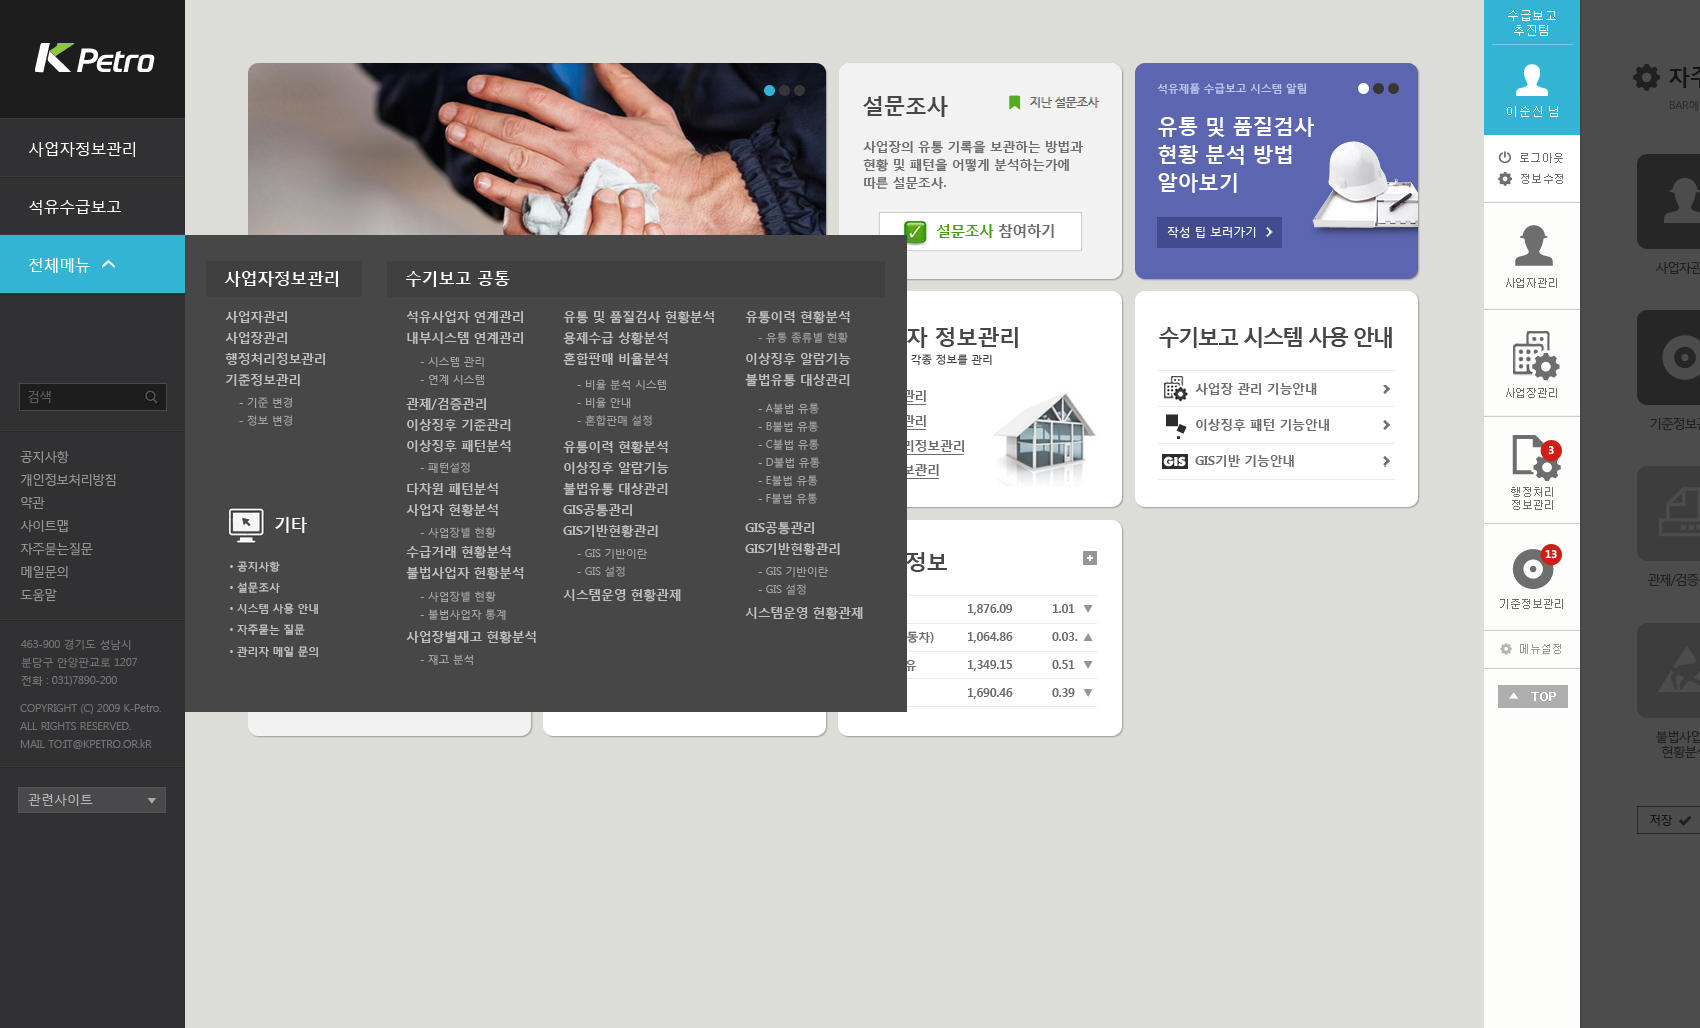 K Petro
사업자정보관리
석유수급보고
전체메뉴
검색
공지사항
개인정보처리방침
약관
사이트맵
자주묻는질문
메일문의
도움말
463-900 경기도 성남시
분당구 안양판교로 1207
전화 : 031)7890-200
COPYRIGHT (C) 2009 K-Petro.
ALL RIGHTS RESERVED.
MAIL TO:IT@KPETRO.OR.kR
관련사이트
사업자정보관리
사업자관리
사업장관리
행정처리정보관리
기준정보관리
- 기준 변경
- 정보 변경
기타
• 공지사항
• 설문조사
• 시스템 사용 안내
• 자주묻는 질문
• 관리자 메일 문의
수기보고 공통
석유사업자 연계관리
내부시스템 연계관리
- 시스템 관리
- 연계 시스템
관제/검증관리
이상징후 기준관리
이상징후 패턴분석
- 패턴설정
다차원 패턴분석
사업자 현황분석
- 사업장별 현황
수급거래 현황분석
불법사업자 현황분석
- 사업장별 현황
- 불법사업자 통계
사업장별재고 현황분석
- 재고 분석
유통 및 품질검사 현황분석
용제수급 상황분석
혼합판매 비율분석
- 비율 분석 시스템
- 비율 안내
- 혼합판매 설정
유통이력 현황분석
이상징후 알람기능
불법유통 대상관리
GIS공통관리
GIS기반현황관리
- GIS 기반이란
- GIS 설정
시스템운영 현황관제
유통이력 현황분석
- 유통 종류별 현황
이상징후 알람기능
불법유통 대상관리
- A불법 유통
- B불법 유통
- C불법 유통
- D불법 유통
- E불법 유통
- F불법 유통
GIS공통관리
GIS기반현황관리
- GIS 기반이란
- GIS 설정
시스템운영 현황관제
설문조사
지난 설문조사
사업장의 유통 기록을 보관하는 방법과
현황 및 패턴을 어떻게 분석하는가에
따른 설문조사.
설문조사 참여하기
석유제품 수급보고 시스템 알림
유통 및 품질검사
현황 분석 방법
알아보기
작성 팁 보러가기
자 정보관리
각종 정보를 관리
관리
관리
리정보관리
보관리
수기보고 시스템 사용 안내
사업장 관리 기능안내
이상징후 패턴 기능안내
GIS GIS기반 기능안내
정보
1,876.09 1.01 ▼
동차) 1,064.86 0.03. ▲
유 1,349.15 0.51 ▼
1,690.46 0.39 ▼
수급보고
추진팀
이순신 님
로그아웃
정보수정
사업자관리
사업장관리
3
행정처리
정보관리
13
기준정보관리
메뉴설정
TOP
자주
BAR에
사업자관
기준정보관
관제/검증
불법사업
현황분석
저장